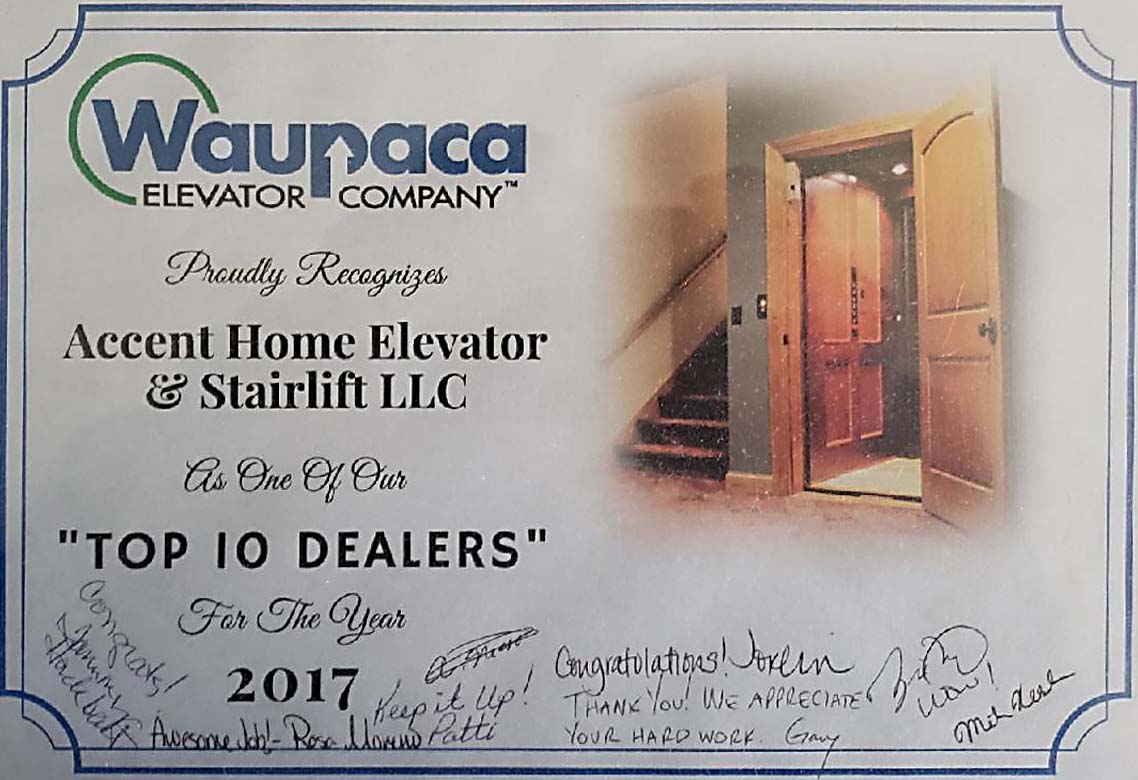 Waupaca
ELEVATOR COMPANY™
Proudly Recognizes
Accent Home Elevator
& Stairlift LLC
As One Of Our
"TOP 10 DEALERS"
For The Year
2017
Congrats!
Awesome Job! - Rosa Moreno
Keep it Up!
Patti
Congratulations!
THANK YOU! WE APPRECIATE
YOUR HARD WORK. Gary
WOW!